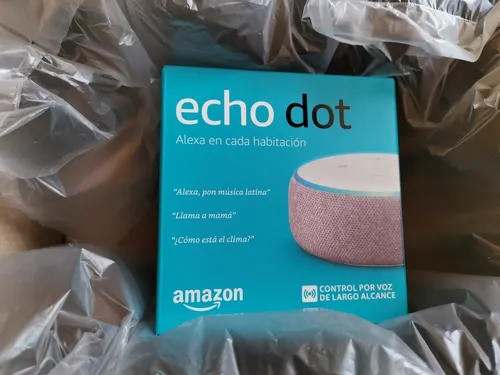 echo dot
Alexa en cada habitación
“Alexa, pon música latina”
“Llama a mamá”
“¿Cómo está el clima?”
amazon
CONTROL POR VOZ
DE LARGO ALCANCE